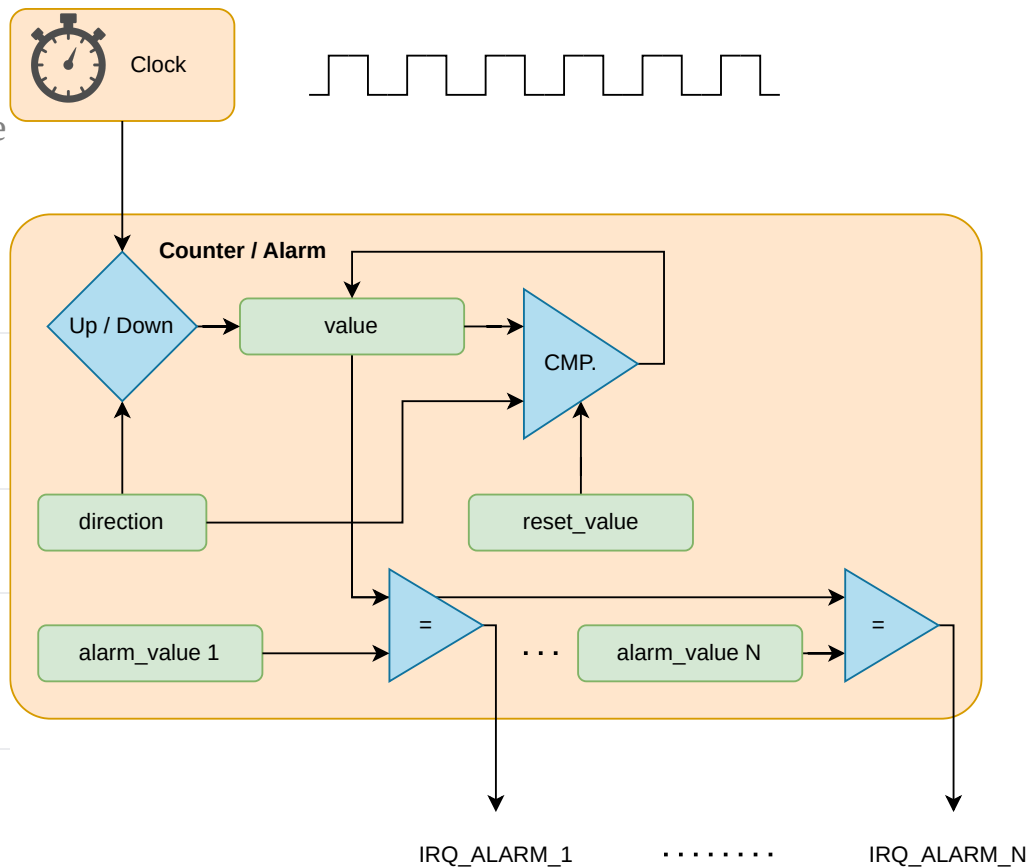 Clock
e
Counter / Alarm
Up / Down
value
CMP.
direction
reset_value
=
=
alarm_value 1
. . .
alarm_value N
IRQ_ALARM_1
. . . . . . . .
IRQ_ALARM_N